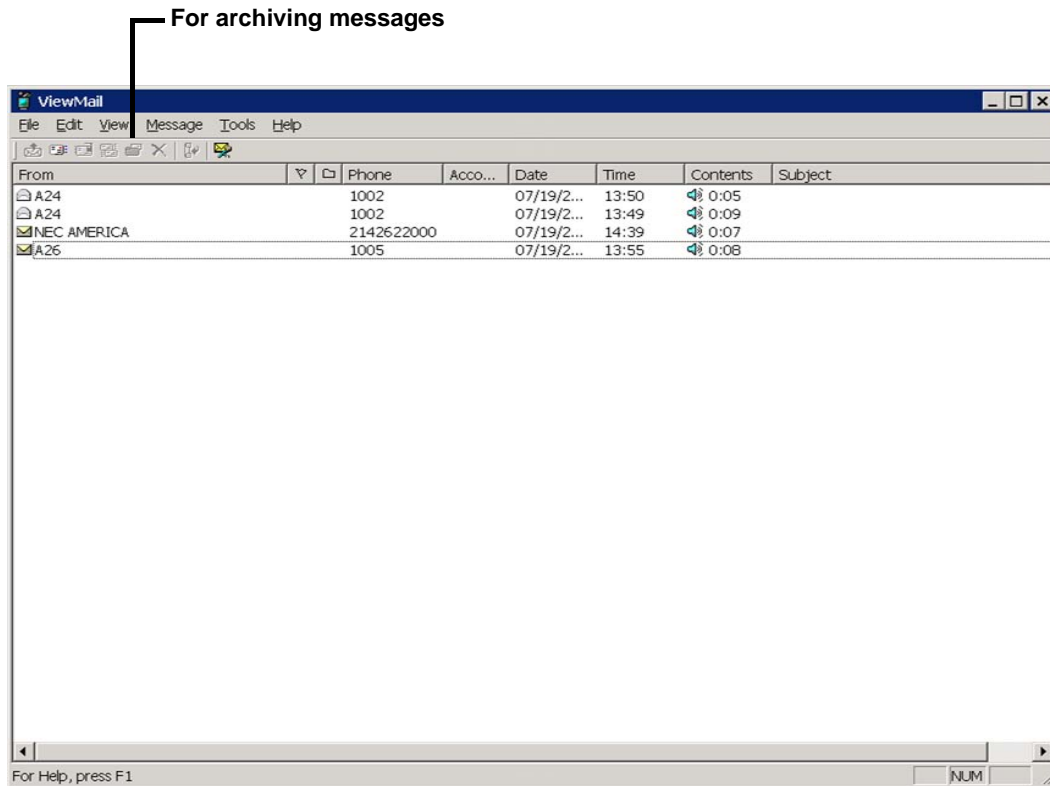 For archiving messages
ViewMail
File Edit View Message Tools Help
From Phone Acco... Date Time Contents Subject
A24 1002 07/19/2... 13:50 0:05
A24 1002 07/19/2... 13:49 0:09
NEC AMERICA 2142622000 07/19/2... 14:39 0:07
A26 1005 07/19/2... 13:55 0:08
For Help, press F1 NUM